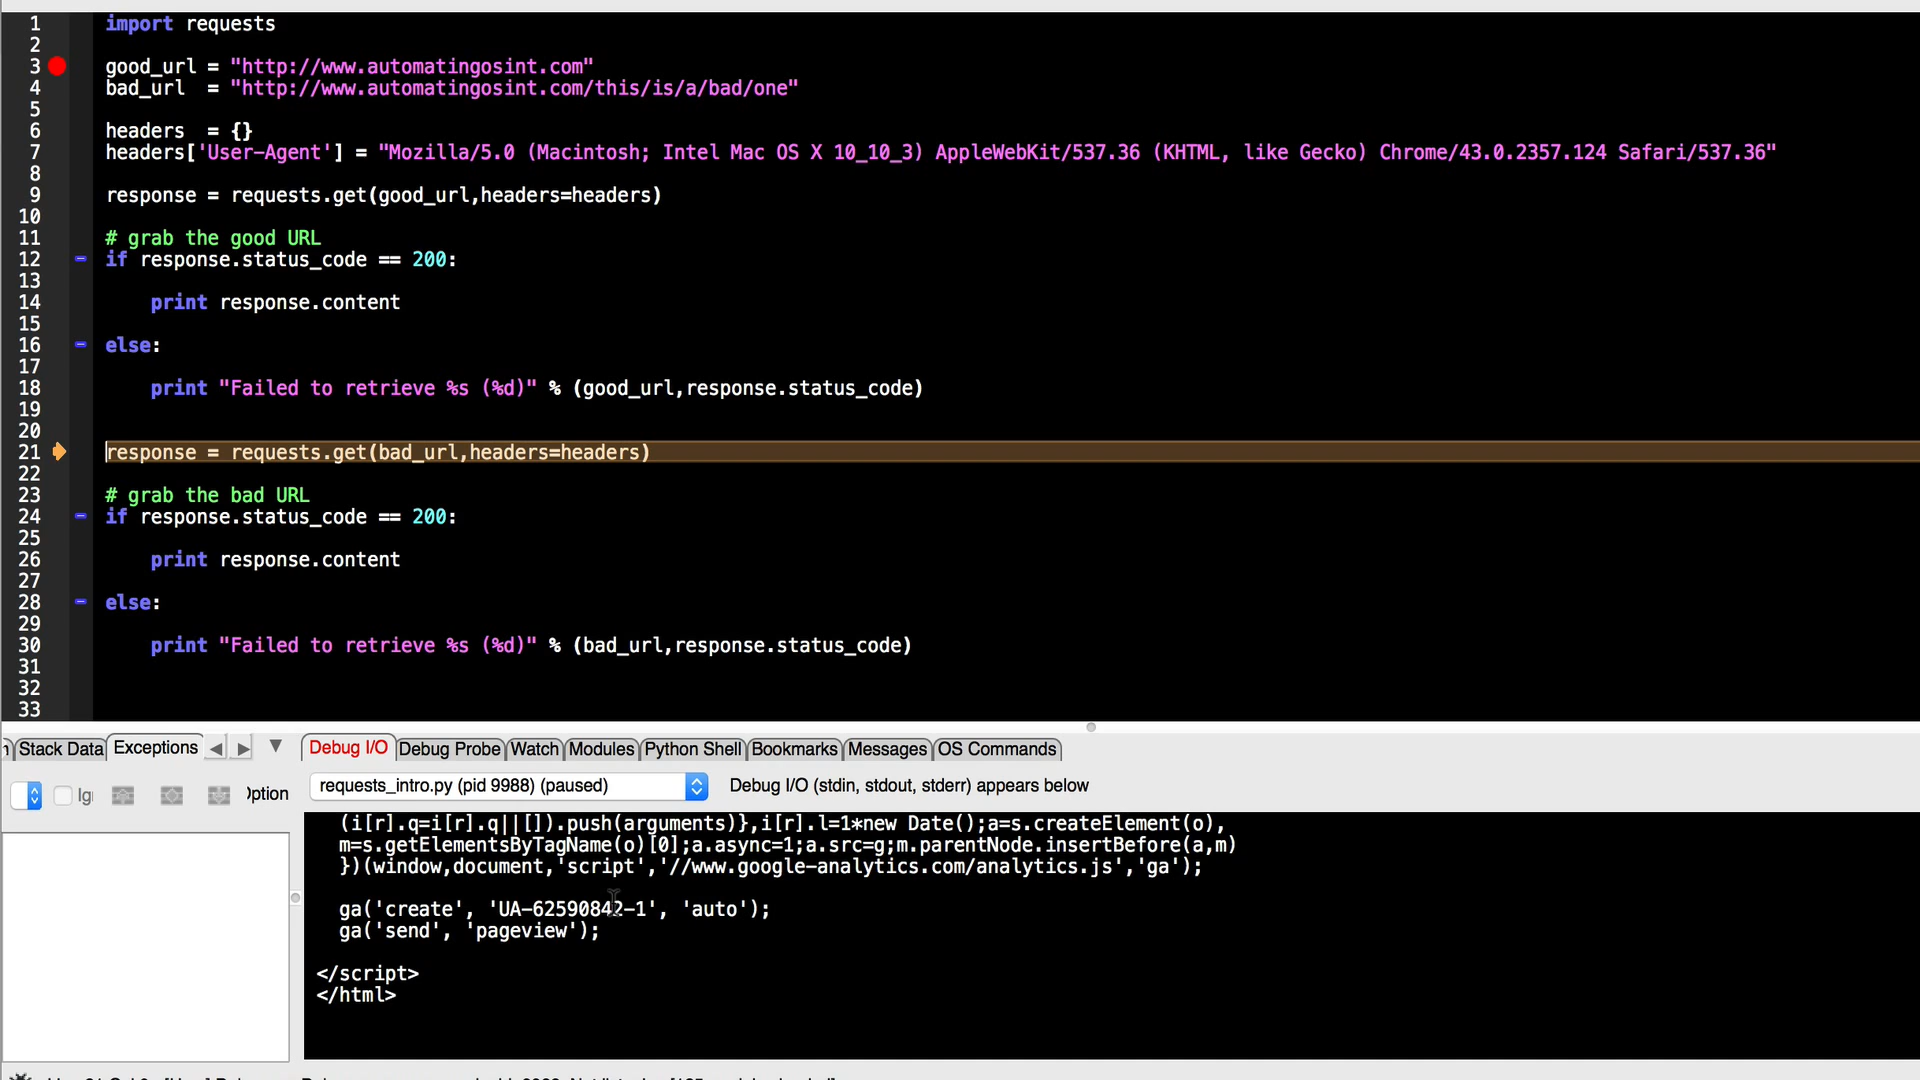 1 import requests
2
3 good_url = "http://www.automatingosint.com"
4 bad_url  = "http://www.automatingosint.com/this/is/a/bad/one"
5
6 headers  = {}
7 headers['User-Agent'] = "Mozilla/5.0 (Macintosh; Intel Mac OS X 10_10_3) AppleWebKit/537.36 (KHTML, like Gecko) Chrome/43.0.2357.124 Safari/537.36"
8
9 response = requests.get(good_url,headers=headers)
10
11 # grab the good URL
12 if response.status_code == 200:
13
14     print response.content
15
16 else:
17
18     print "Failed to retrieve %s (%d)" % (good_url,response.status_code)
19
20
21 response = requests.get(bad_url,headers=headers)
22
23 # grab the bad URL
24 if response.status_code == 200:
25
26     print response.content
27
28 else:
29
30     print "Failed to retrieve %s (%d)" % (bad_url,response.status_code)
31
32
33
Stack Data Exceptions Debug I/O Debug Probe Watch Modules Python Shell Bookmarks Messages OS Commands
requests_intro.py (pid 9988) (paused) Debug I/O (stdin, stdout, stderr) appears below
(i[r].q=i[r].q||[]).push(arguments)},i[r].l=1*new Date();a=s.createElement(o),
m=s.getElementsByTagName(o)[0];a.async=1;a.src=g;m.parentNode.insertBefore(a,m)
})(window,document,'script','//www.google-analytics.com/analytics.js','ga');
ga('create', 'UA-62590842-1', 'auto');
ga('send', 'pageview');
</script>
</html>